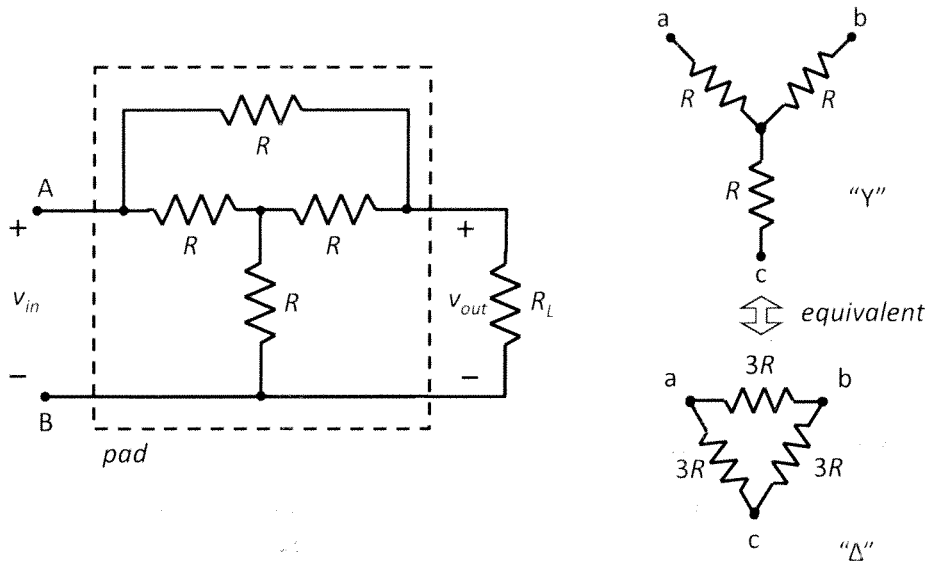 a b
R
A
R R
R "Y"
+ R R +
c
v_in R v_out R_L
equivalent
3R
− − a b
B
pad
3R 3R
c
"Δ"